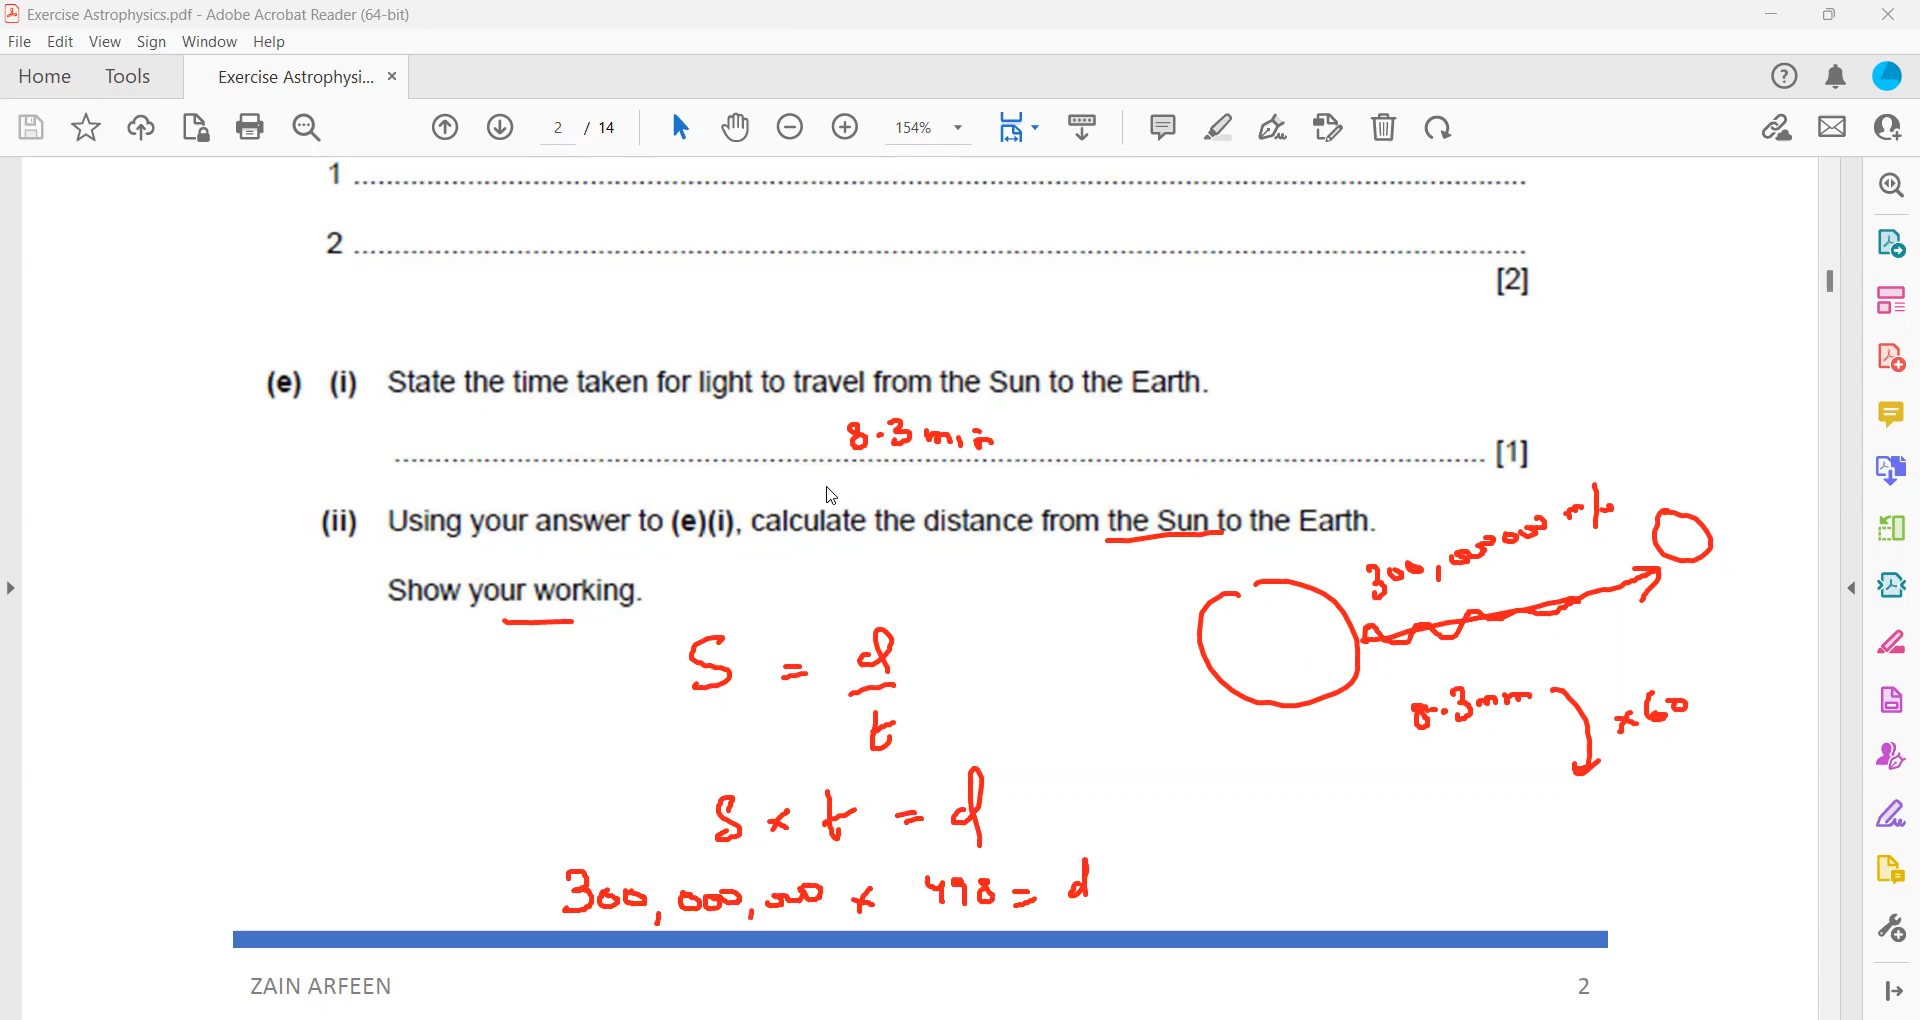 Exercise Astrophysics.pdf - Adobe Acrobat Reader (64-bit)
File Edit View Sign Window Help
Home Tools Exercise Astrophysi... ×
2 / 14 154%
1 ........
2 ........
[2]
(e) (i) State the time taken for light to travel from the Sun to the Earth.
8.3 min
........ [1]
(ii) Using your answer to (e)(i), calculate the distance from the Sun to the Earth.
300,000000 m/s
Show your working.
S = d
t
8.3 min ×60
S × t = d
300,000,000 × 498 = d
ZAIN ARFEEN 2